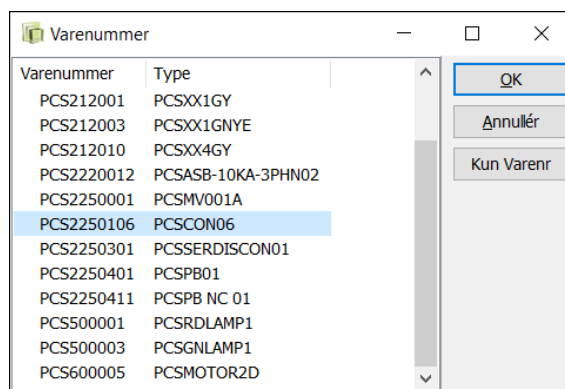 Varenummer
Varenummer Type
PCS212001 PCSXX1GY
PCS212003 PCSXX1GNYE
PCS212010 PCSXX4GY
PCS2220012 PCSASB-10KA-3PHN02
PCS2250001 PCSMV001A
PCS2250106 PCSCON06
PCS2250301 PCSSERDISCON01
PCS2250401 PCSPB01
PCS2250411 PCSPB NC 01
PCS500001 PCSRDLAMP1
PCS500003 PCSGNLAMP1
PCS600005 PCSMOTOR2D
OK
Annullér
Kun Varenr